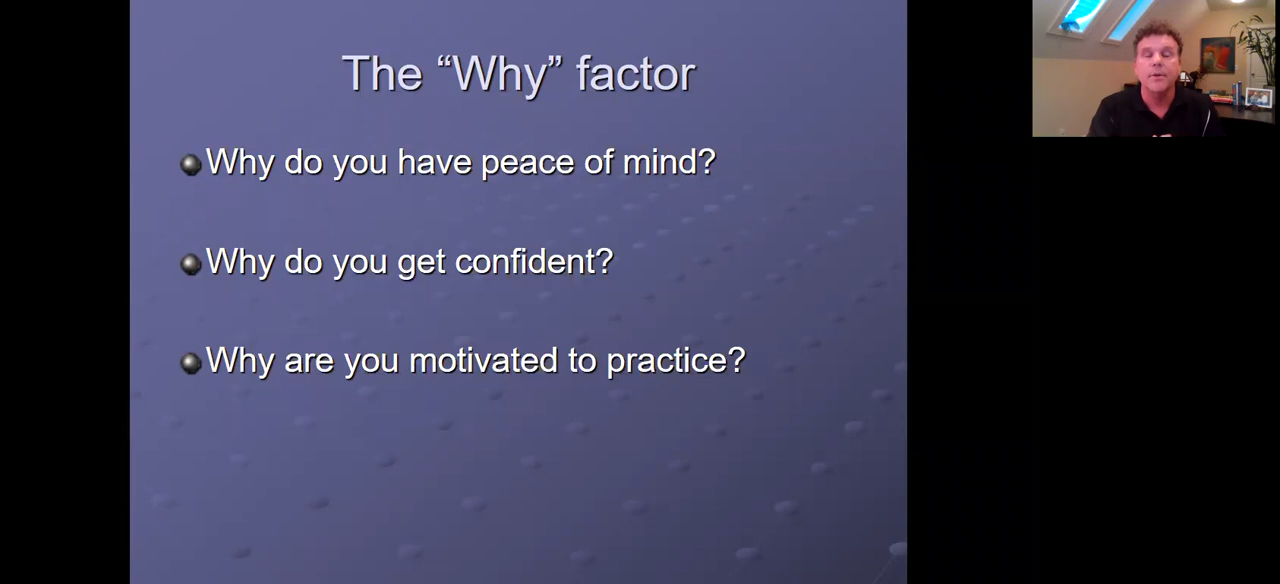 The “Why” factor
Why do you have peace of mind?
Why do you get confident?
Why are you motivated to practice?